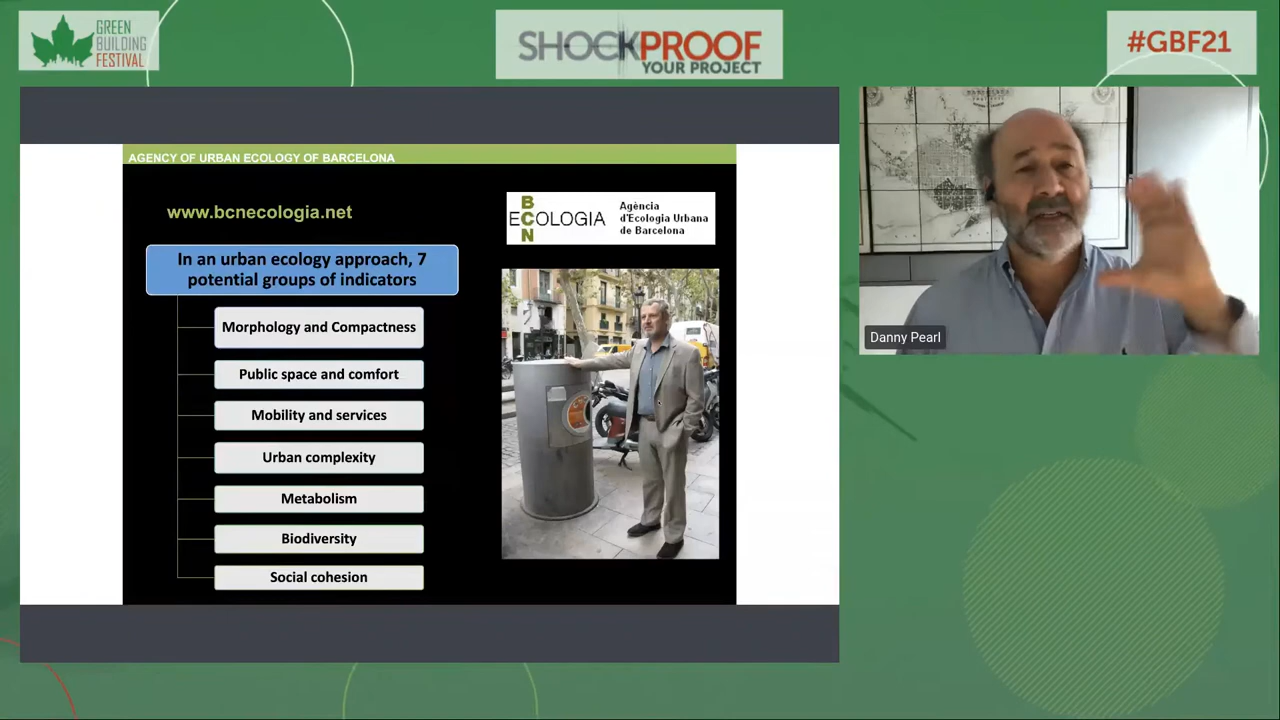 GREEN
BUILDING
FESTIVAL
SHOCKPROOF
YOUR PROJECT
#GBF21
AGENCY OF URBAN ECOLOGY OF BARCELONA
www.bcnecologia.net
BCN
ECOLOGIA
Agència
d'Ecologia Urbana
de Barcelona
In an urban ecology approach, 7
potential groups of indicators
Morphology and Compactness
Public space and comfort
Mobility and services
Urban complexity
Metabolism
Biodiversity
Social cohesion
Danny Pearl